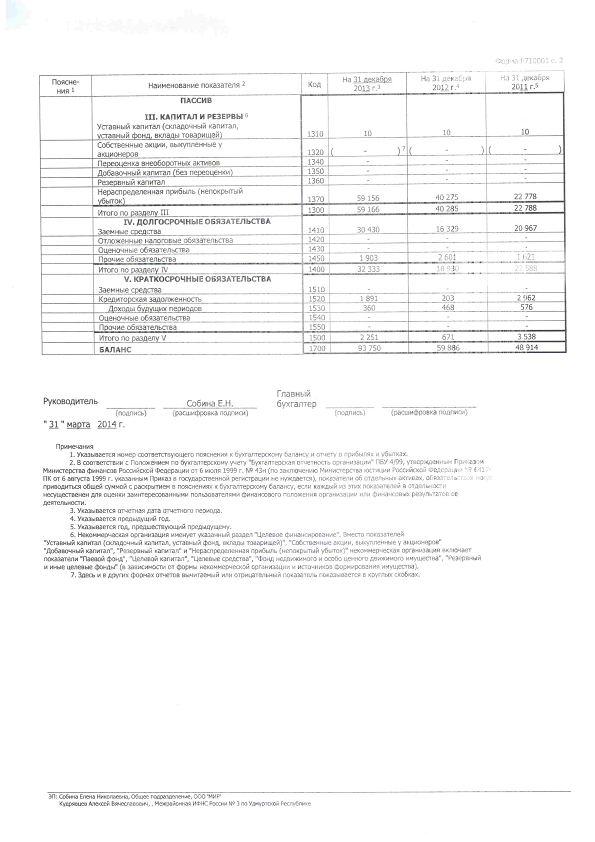 Форма 0710001 с. 2
Поясне-
ния 1 Наименование показателя 2 Код На 31 декабря 2013 г.3 На 31 декабря 2012 г.4 На 31 декабря 2011 г.5
ПАССИВ
III. КАПИТАЛ И РЕЗЕРВЫ 6
Уставный капитал (складочный капитал,
уставный фонд, вклады товарищей) 1310 10 10 10
Собственные акции, выкупленные у
акционеров 1320 ( - ) 7 ( - ) ( - )
Переоценка внеоборотных активов 1340 - - -
Добавочный капитал (без переоценки) 1350 - - -
Резервный капитал 1360 - - -
Нераспределенная прибыль (непокрытый
убыток) 1370 59 156 40 275 22 778
Итого по разделу III 1300 59 166 40 285 22 788
IV. ДОЛГОСРОЧНЫЕ ОБЯЗАТЕЛЬСТВА
Заемные средства 1410 30 430 16 329 20 967
Отложенные налоговые обязательства 1420 - - -
Оценочные обязательства 1430 - - -
Прочие обязательства 1450 1 903 2 601 1 621
Итого по разделу IV 1400 32 333 18 930 22 588
V. КРАТКОСРОЧНЫЕ ОБЯЗАТЕЛЬСТВА
Заемные средства 1510 - - -
Кредиторская задолженность 1520 1 891 203 2 962
Доходы будущих периодов 1530 360 468 576
Оценочные обязательства 1540 - - -
Прочие обязательства 1550 - - -
Итого по разделу V 1500 2 251 671 3 538
БАЛАНС 1700 93 750 59 886 48 914
Руководитель Собина Е.Н. Главный
бухгалтер
(подпись) (расшифровка подписи) (подпись) (расшифровка подписи)
" 31 " марта 2014 г.
Примечания
1. Указывается номер соответствующего пояснения к бухгалтерскому балансу и отчету о прибылях и убытках.
2. В соответствии с Положением по бухгалтерскому учету "Бухгалтерская отчетность организации" ПБУ 4/99, утвержденным Приказом
Министерства финансов Российской Федерации от 6 июля 1999 г. № 43н (по заключению Министерства юстиции Российской Федерации № 6417-
ПК от 6 августа 1999 г. указанным Приказ в государственной регистрации не нуждается), показатели об отдельных активах, обязательствах могут
приводиться общей суммой с раскрытием в пояснениях к бухгалтерскому балансу, если каждый из этих показателей в отдельности
несущественен для оценки заинтересованными пользователями финансового положения организации или финансовых результатов ее
деятельности.
3. Указывается отчетная дата отчетного периода.
4. Указывается предыдущий год.
5. Указывается год, предшествующий предыдущему.
6. Некоммерческая организация именует указанный раздел "Целевое финансирование". Вместо показателей
"Уставный капитал (складочный капитал, уставный фонд, вклады товарищей)", "Собственные акции, выкупленные у акционеров"
"Добавочный капитал", "Резервный капитал" и "Нераспределенная прибыль (непокрытый убыток)" некоммерческая организация включает
показатели "Паевой фонд", "Целевой капитал", "Целевые средства", "Фонд недвижимого и особо ценного движимого имущества", "Резервный
и иные целевые фонды" (в зависимости от формы некоммерческой организации и источников формирования имущества).
7. Здесь и в других формах отчетов вычитаемый или отрицательный показатель показывается в круглых скобках.
ЭП: Собина Елена Николаевна, Общее подразделение, ООО "МИР"
Кудрявцев Алексей Вячеславович, , Межрайонная ИФНС России № 3 по Удмуртской Республике